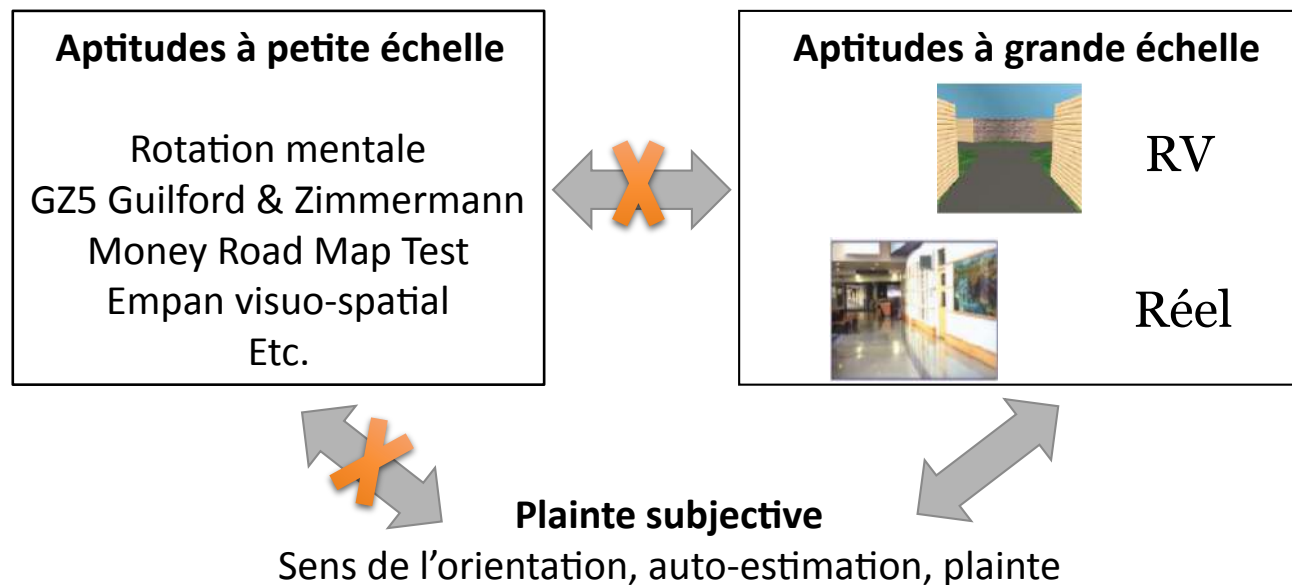 Aptitudes à petite échelle
Rotation mentale
GZ5 Guilford & Zimmermann
Money Road Map Test
Empan visuo-spatial
Etc.
Aptitudes à grande échelle
RV
Réel
Plainte subjective
Sens de l’orientation, auto-estimation, plainte